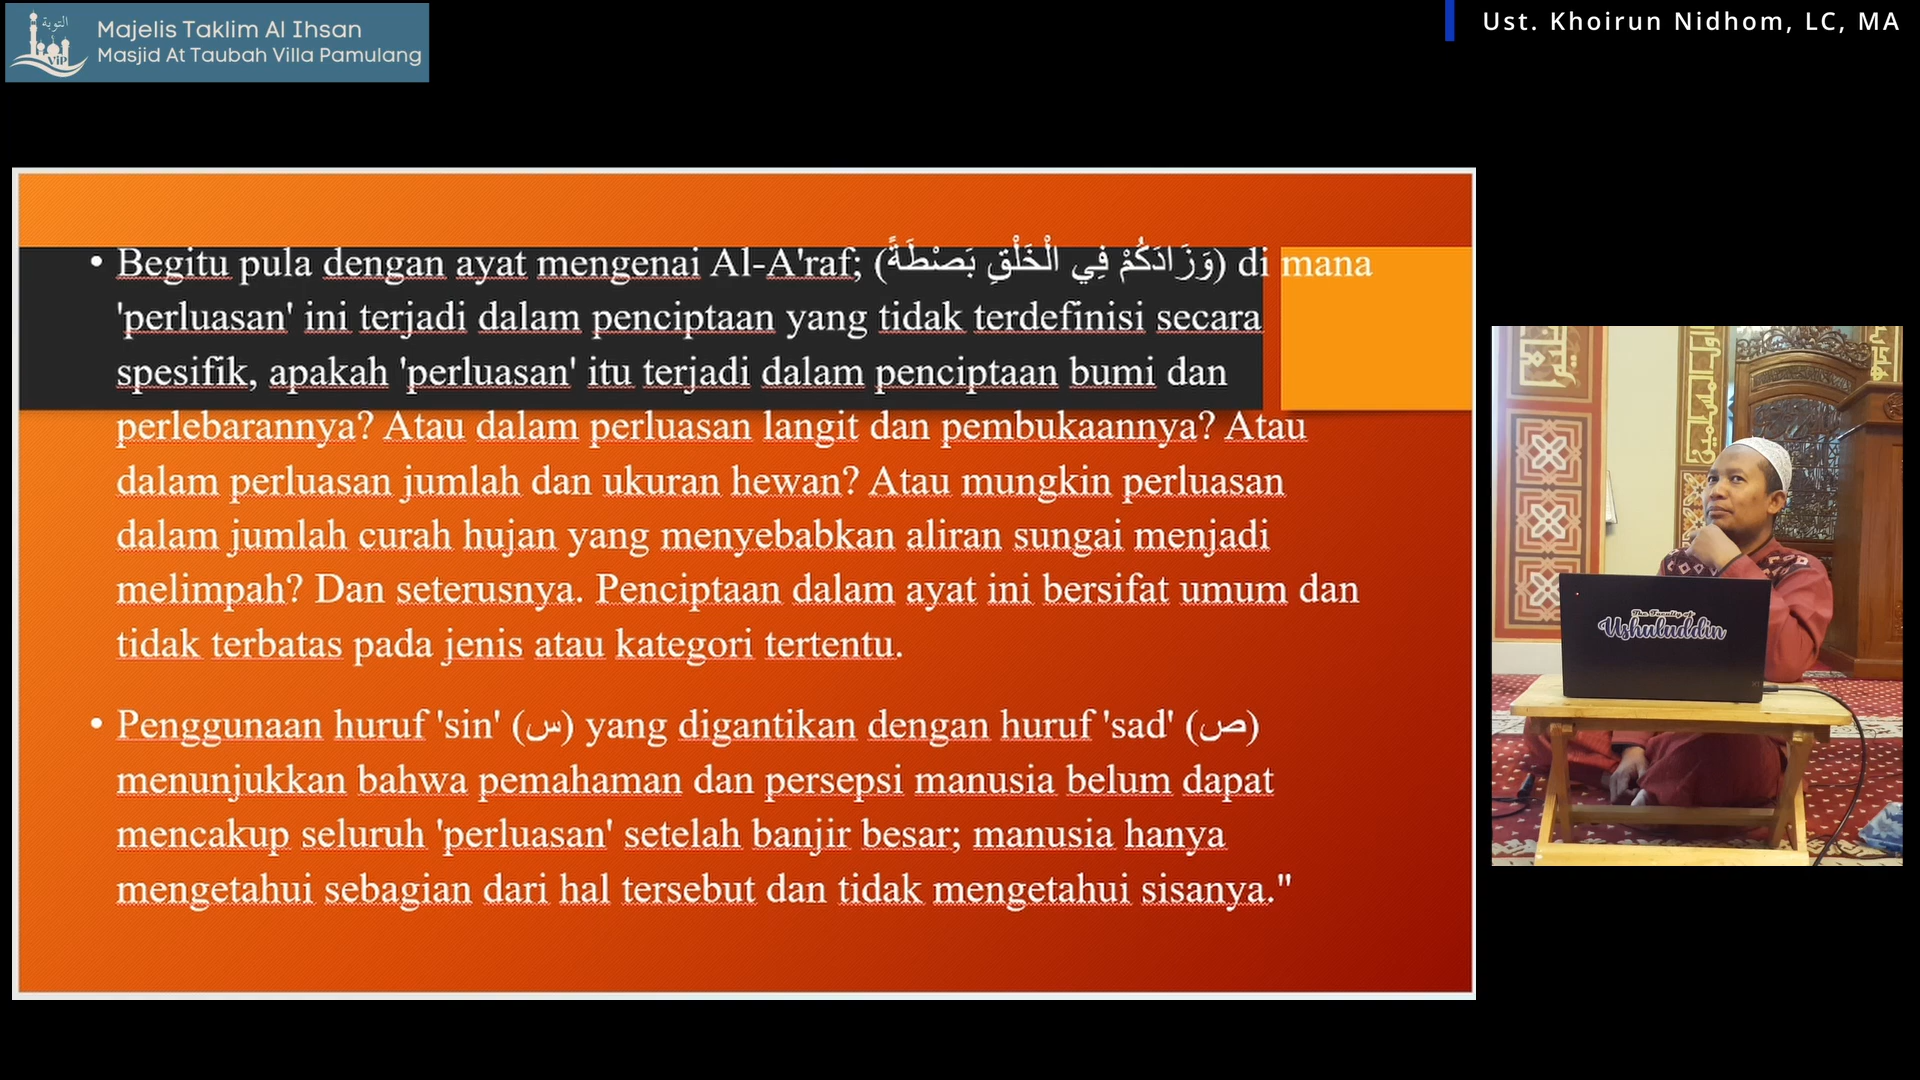 التوبة
VIP
Majelis Taklim Al Ihsan
Masjid At Taubah Villa Pamulang
Ust. Khoirun Nidhom, LC, MA
• Begitu pula dengan ayat mengenai Al-A'raf; (وَزَادَكُمْ فِي الْخَلْقِ بَصْطَةً) di mana
'perluasan' ini terjadi dalam penciptaan yang tidak terdefinisi secara
spesifik, apakah 'perluasan' itu terjadi dalam penciptaan bumi dan
perlebarannya? Atau dalam perluasan langit dan pembukaannya? Atau
dalam perluasan jumlah dan ukuran hewan? Atau mungkin perluasan
dalam jumlah curah hujan yang menyebabkan aliran sungai menjadi
melimpah? Dan seterusnya. Penciptaan dalam ayat ini bersifat umum dan
tidak terbatas pada jenis atau kategori tertentu.
• Penggunaan huruf 'sin' (س) yang digantikan dengan huruf 'sad' (ص)
menunjukkan bahwa pemahaman dan persepsi manusia belum dapat
mencakup seluruh 'perluasan' setelah banjir besar; manusia hanya
mengetahui sebagian dari hal tersebut dan tidak mengetahui sisanya."
The Faculty of
Ushuluddin